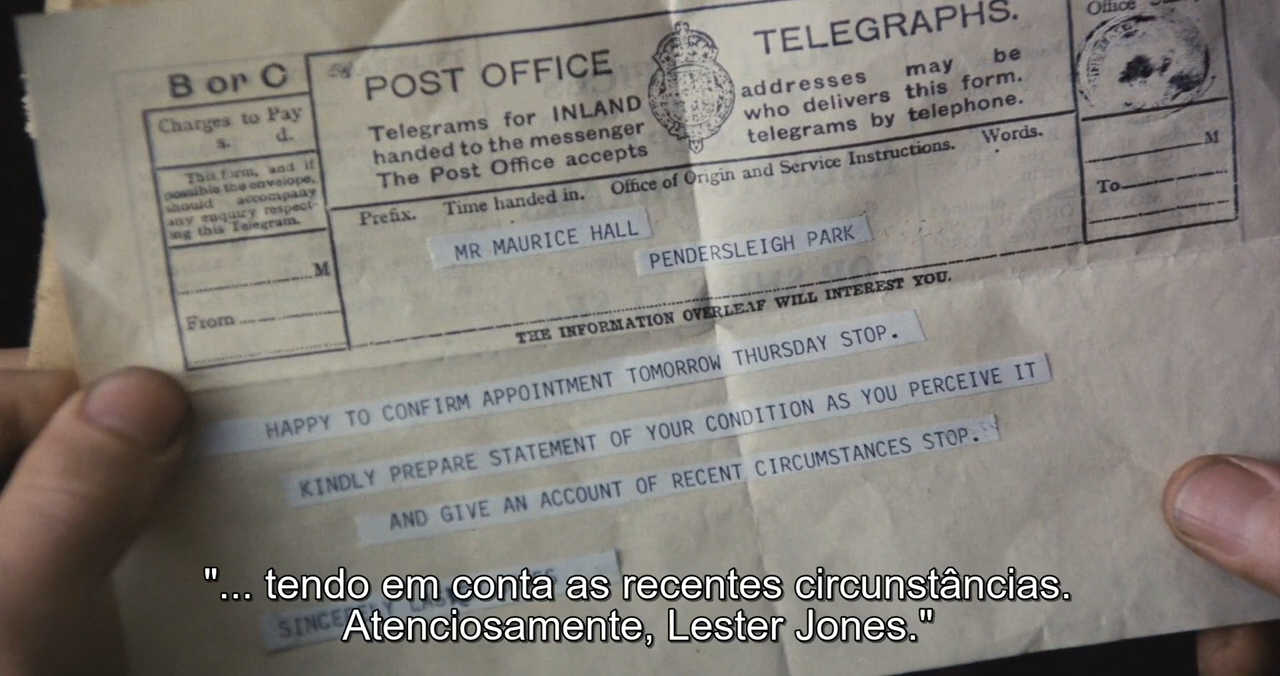 B or C
Charges to Pay
s. d.
This form, and if
possible the envelope,
should accompany
any enquiry respect-
ing this Telegram.
M
From
POST OFFICE TELEGRAPHS.
Telegrams for INLAND addresses may be
handed to the messenger who delivers this form.
The Post Office accepts telegrams by telephone.
Prefix. Time handed in. Office of Origin and Service Instructions. Words.
Office
M
To
MR MAURICE HALL
PENDERSLEIGH PARK
THE INFORMATION OVERLEAF WILL INTEREST YOU.
HAPPY TO CONFIRM APPOINTMENT TOMORROW THURSDAY STOP.
KINDLY PREPARE STATEMENT OF YOUR CONDITION AS YOU PERCEIVE IT
AND GIVE AN ACCOUNT OF RECENT CIRCUMSTANCES STOP.
SINCERELY
"... tendo em conta as recentes circunstâncias.
Atenciosamente, Lester Jones."